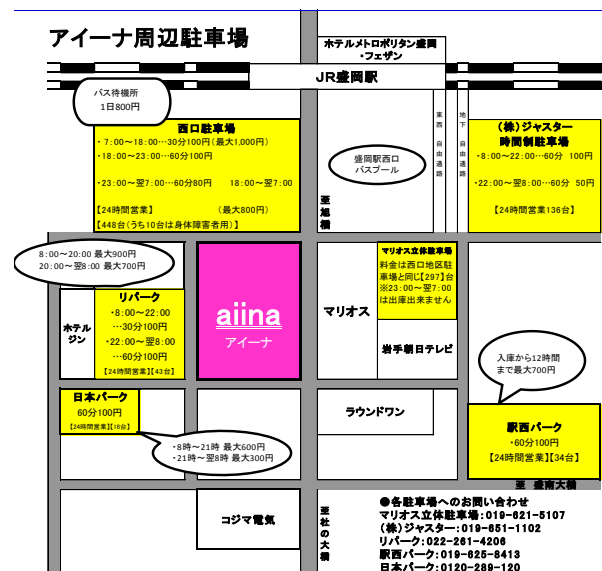 アイーナ周辺駐車場
ホテルメトロポリタン盛岡
・フェザン
JR盛岡駅
バス待機所
1日800円
西口駐車場
・7:00～18:00…30分100円(最大1,000円)
・18:00～23:00…60分100円
・23:00～翌7:00…60分80円 18:00～翌7:00
【24時間営業】 (最大800円)
【448台(うち10台は身体障害者用)】
盛岡駅西口
バスプール
至旭橋
東西自由通路
地下自由通路
(株)ジャスター
時間制駐車場
・8:00～22:00…60分 100円
・22:00～翌8:00…60分 50円
【24時間営業136台】
8:00～20:00 最大900円
20:00～翌8:00 最大700円
リパーク
・8:00～22:00
…30分100円
・22:00～翌8:00
…60分100円
【24時間営業】【43台】
ホテル
ジン
aiina
アイーナ
マリオス
マリオス立体駐車場
料金は西口地区駐
車場と同じ【297】台
※23:00～翌7:00
は出庫出来ません
岩手朝日テレビ
入庫から12時間
まで最大700円
日本パーク
60分100円
【24時間営業】【18台】
・8時～21時 最大600円
・21時～翌8時 最大300円
ラウンドワン
駅西パーク
・60分100円
【24時間営業】【34台】
至 盛南大橋
コジマ電気
至杜の大橋
●各駐車場へのお問い合わせ
マリオス立体駐車場:019-621-5107
(株)ジャスター:019-651-1102
リパーク:022-261-4206
駅西パーク:019-625-8413
日本パーク:0120-289-120